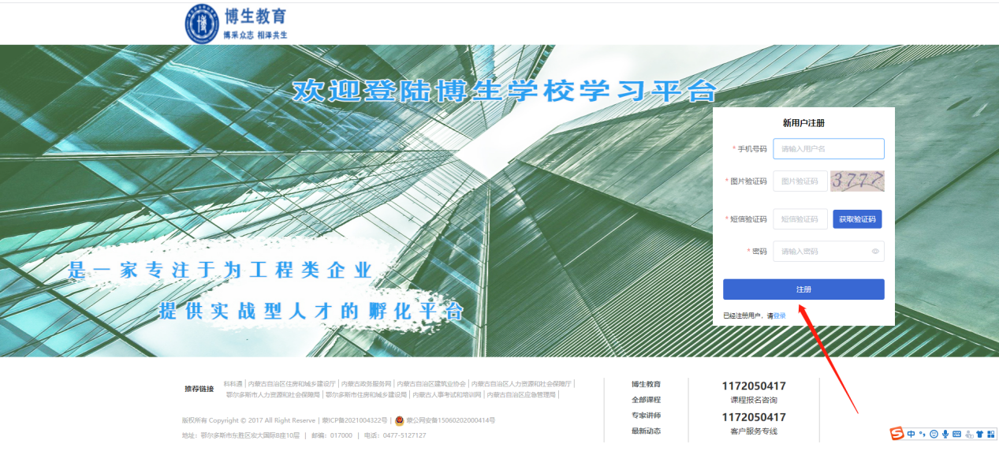 博生教育
博采众志 相泽共生
欢迎登陆博生学校学习平台
新用户注册
* 手机号码 请输入用户名
* 图片验证码 图片验证码 3777
* 短信验证码 短信验证码 获取验证码
* 密码 请输入密码
注册
已经注册用户，请登录
是一家专注于为工程类企业
提供实战型人才的孵化平台
推荐链接
科科通 | 内蒙古自治区住房和城乡建设厅 | 内蒙古政务服务网 | 内蒙古自治区建筑业协会 | 内蒙古自治区人力资源和社会保障厅 |
鄂尔多斯市人力资源和社会保障局 | 鄂尔多斯市住房和城乡建设局 | 内蒙古人事考试和培训网 | 内蒙古自治区应急管理局 |
版权所有 Copyright © 2017 All Right Reserve | 蒙ICP备2021004322号 | 蒙公网安备15060202000414号
地址：鄂尔多斯市东胜区宏大国际B座10层 | 邮编：017000 | 电话：0477-5127127
博生教育
全部课程
专家讲师
最新动态
1172050417
课程报名咨询
1172050417
客户服务专线
中